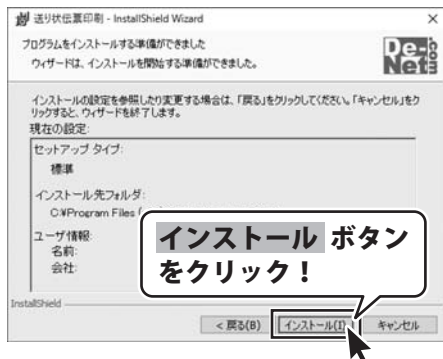 送り状伝票印刷 - InstallShield Wizard
プログラムをインストールする準備ができました
ウィザードは、インストールを開始する準備ができました。
De-Net.com
インストールの設定を参照したり変更する場合は、「戻る」をクリックしてください。「キャンセル」をク
リックすると、ウィザードを終了します。
現在の設定:
セットアップ タイプ:
標準
インストール先フォルダ:
C:¥Program Files
ユーザ情報:
名前:
会社:
インストール ボタン
をクリック！
InstallShield
< 戻る(B)
インストール(I)
キャンセル